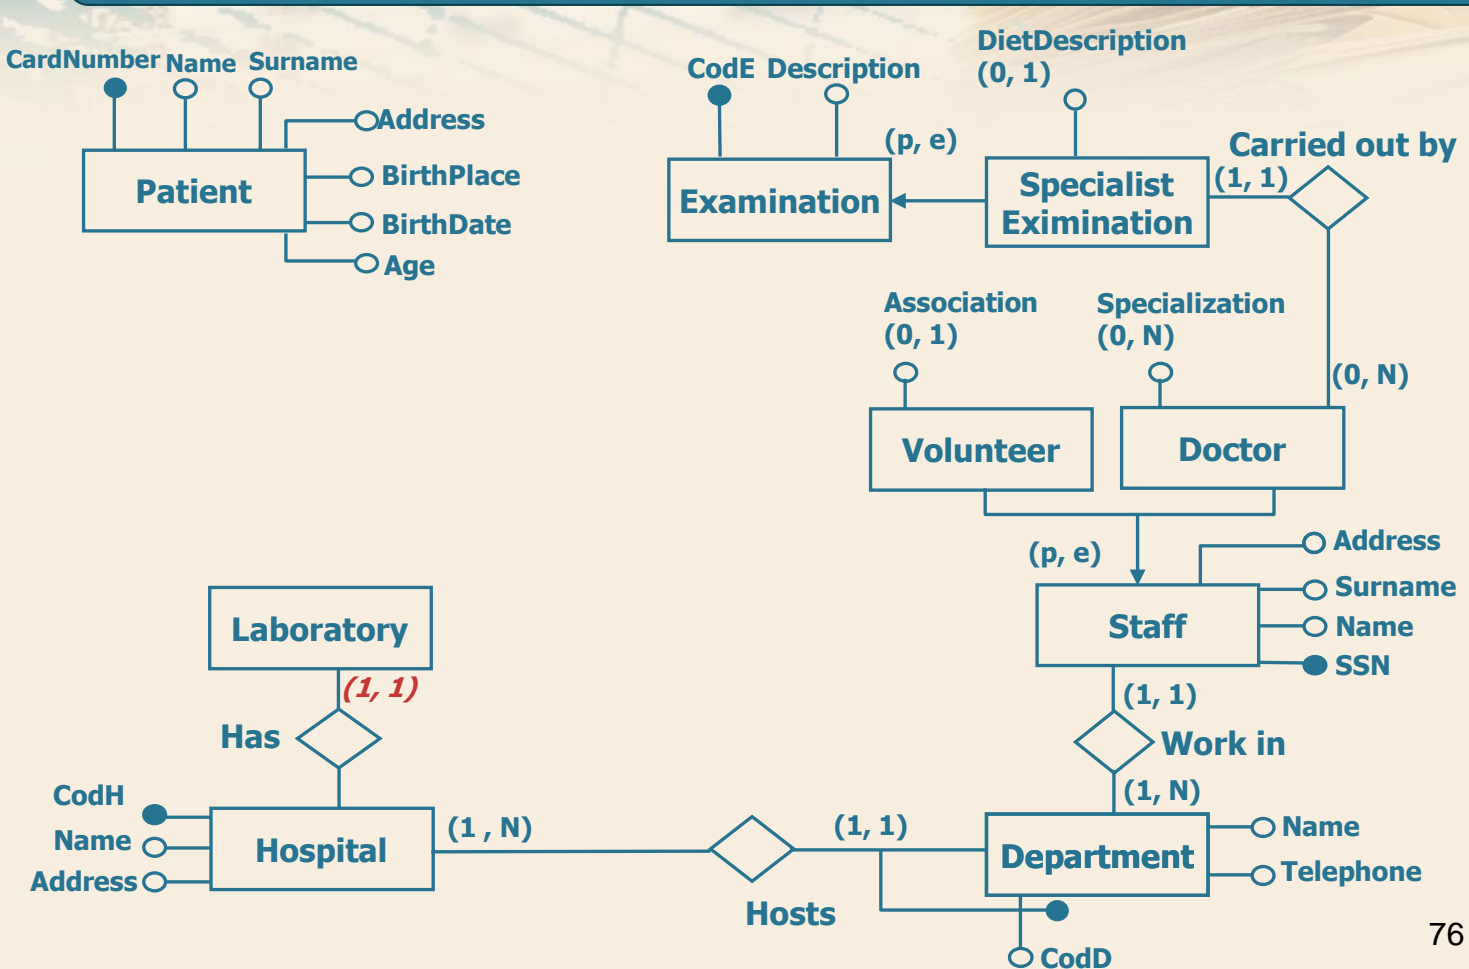 CardNumber Name Surname
Address
BirthPlace
BirthDate
Age
Patient
CodE Description
(p, e)
Examination
DietDescription
(0, 1)
Specialist
Eximination
Carried out by
(1, 1)
(0, N)
Association
(0, 1)
Volunteer
Specialization
(0, N)
Doctor
(p, e)
Address
Surname
Name
SSN
Staff
(1, 1)
Work in
(1, N)
Laboratory
(1, 1)
Has
CodH
Name
Address
Hospital
(1 , N)
Hosts
(1, 1)
Department
Name
Telephone
CodD
76